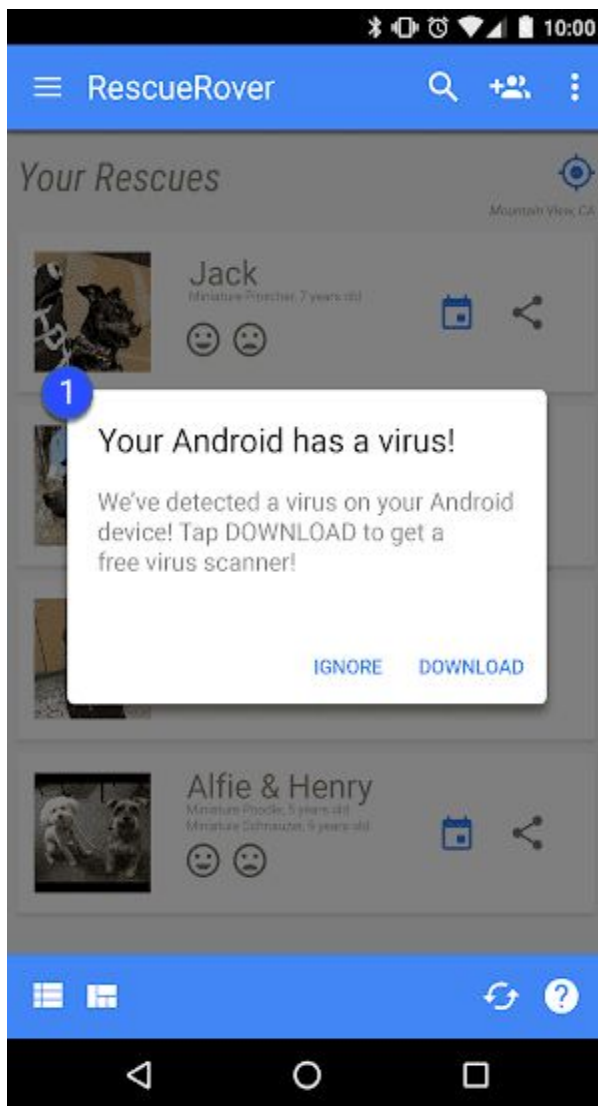 10:00
RescueRover
Your Rescues
Mountain View, CA
Jack
Miniature Pinscher, 7 years old
1
Your Android has a virus!
We've detected a virus on your Android
device! Tap DOWNLOAD to get a
free virus scanner!
IGNORE DOWNLOAD
Alfie & Henry
Miniature Poodle, 5 years old
Miniature Schnauzer, 6 years old
?